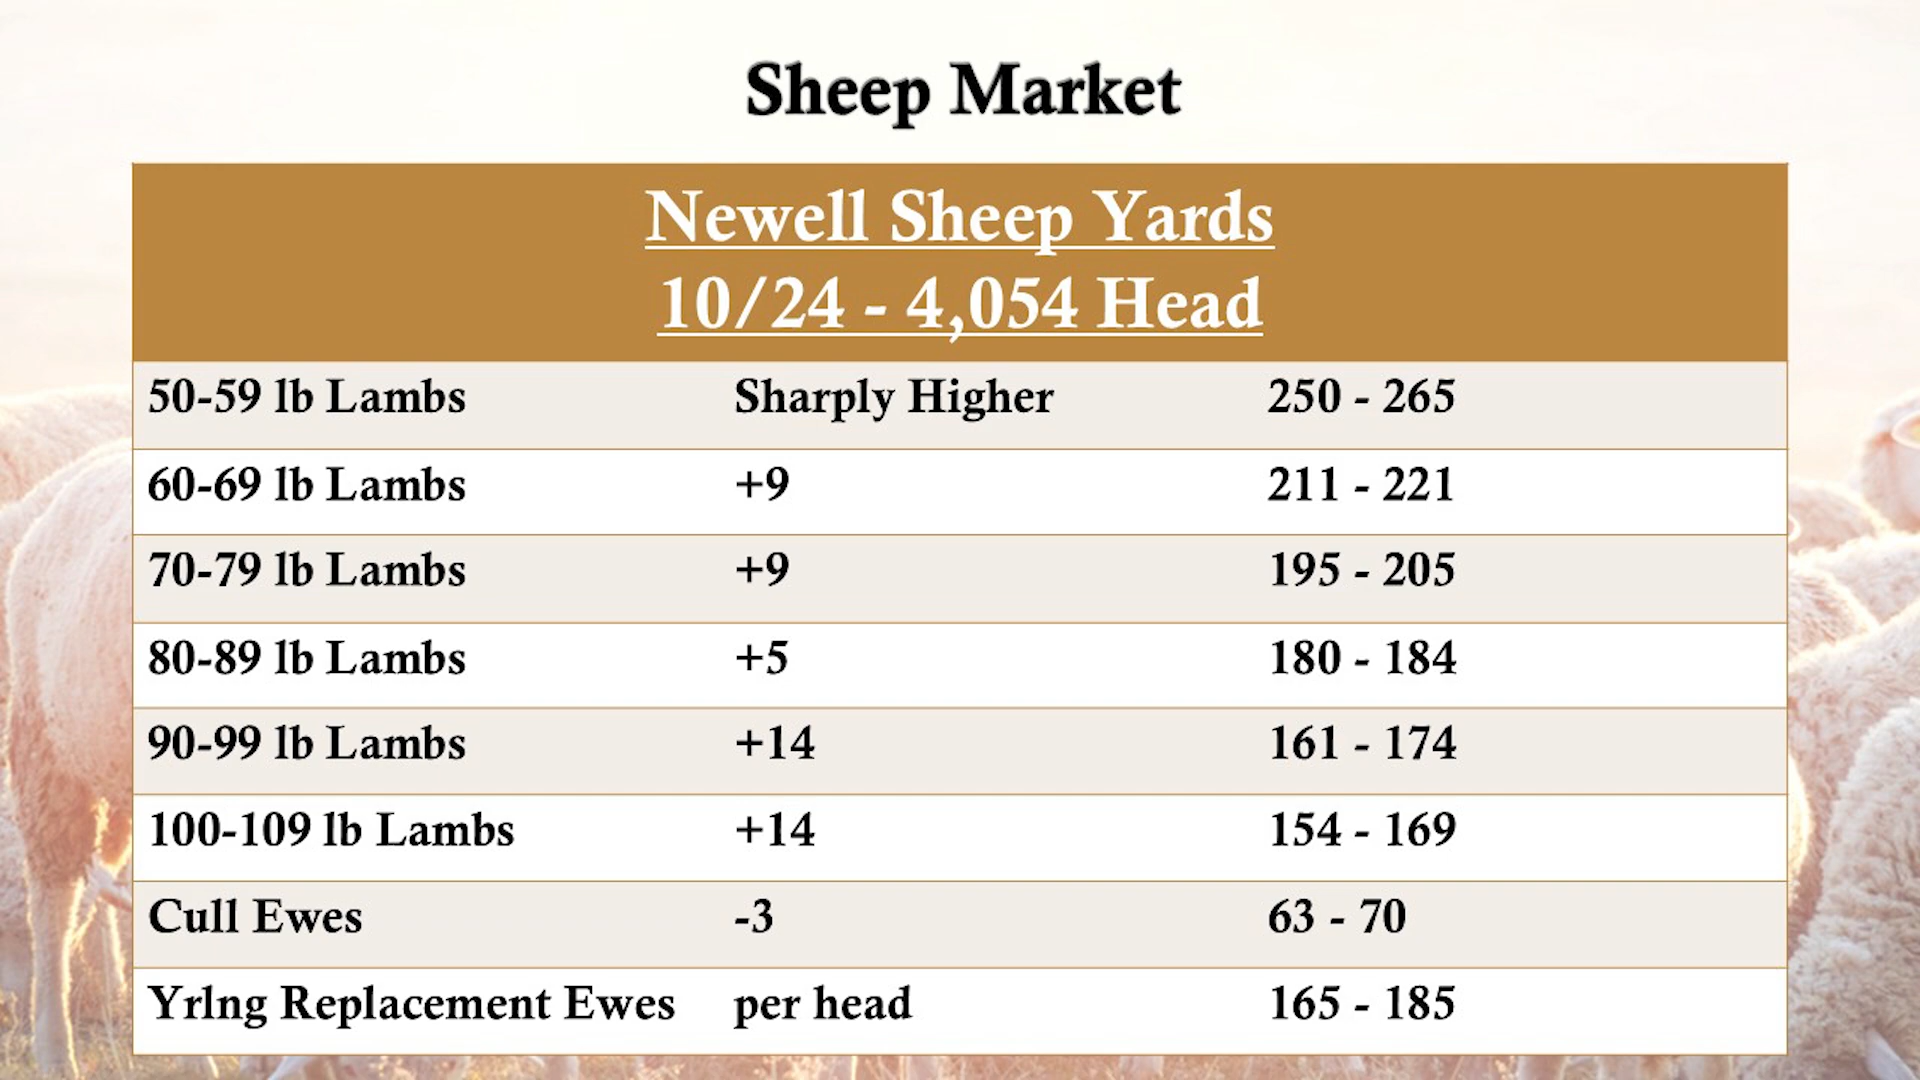 Sheep Market
Newell Sheep Yards
10/24 - 4,054 Head
50-59 lb Lambs Sharply Higher 250 - 265
60-69 lb Lambs +9 211 - 221
70-79 lb Lambs +9 195 - 205
80-89 lb Lambs +5 180 - 184
90-99 lb Lambs +14 161 - 174
100-109 lb Lambs +14 154 - 169
Cull Ewes -3 63 - 70
Yrlng Replacement Ewes per head 165 - 185